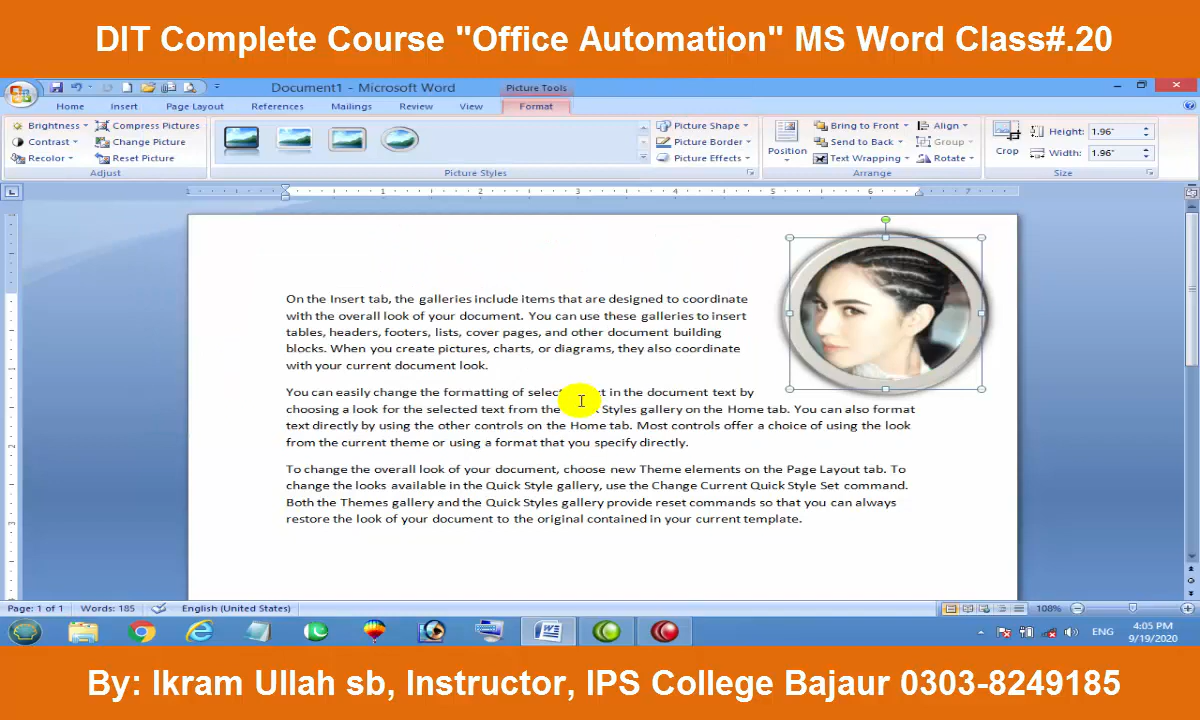 DIT Complete Course "Office Automation" MS Word Class#.20
Document1 - Microsoft Word
Picture Tools
Home Insert Page Layout References Mailings Review View Format
Brightness Compress Pictures Picture Shape Bring to Front Align Height: 1.96"
Contrast Change Picture Picture Border Position Send to Back Group Crop
Recolor Reset Picture Picture Effects Text Wrapping Rotate Width: 1.96"
Adjust Picture Styles Arrange Size
1 1 2 3 4 5 6 7
On the Insert tab, the galleries include items that are designed to coordinate
with the overall look of your document. You can use these galleries to insert
tables, headers, footers, lists, cover pages, and other document building
blocks. When you create pictures, charts, or diagrams, they also coordinate
with your current document look.
You can easily change the formatting of in the document text by
choosing a look for the selected text from the Styles gallery on the Home tab. You can also format
text directly by using the other controls on the Home tab. Most controls offer a choice of using the look
from the current theme or using a format that you specify directly.
To change the overall look of your document, choose new Theme elements on the Page Layout tab. To
change the looks available in the Quick Style gallery, use the Change Current Quick Style Set command.
Both the Themes gallery and the Quick Styles gallery provide reset commands so that you can always
restore the look of your document to the original contained in your current template.
Page: 1 of 1 Words: 185 English (United States) 108%
ENG 4:05 PM
9/19/2020
By: Ikram Ullah sb, Instructor, IPS College Bajaur 0303-8249185